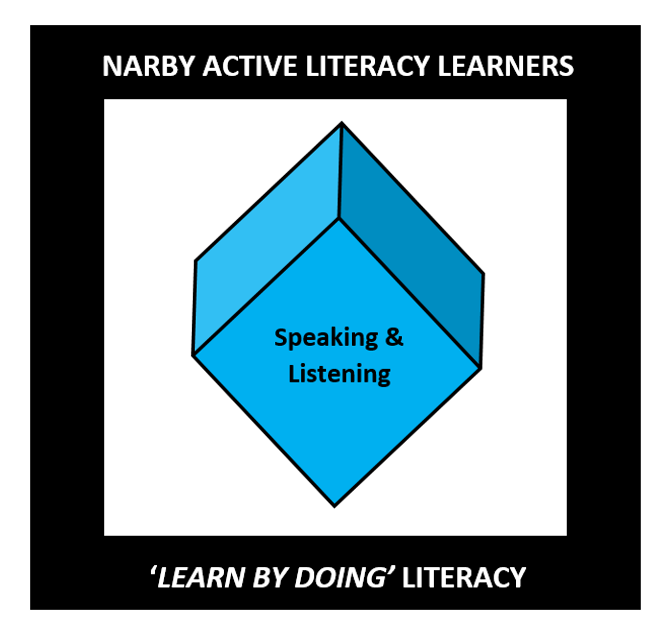 NARBY ACTIVE LITERACY LEARNERS
Speaking &
Listening
‘LEARN BY DOING’ LITERACY